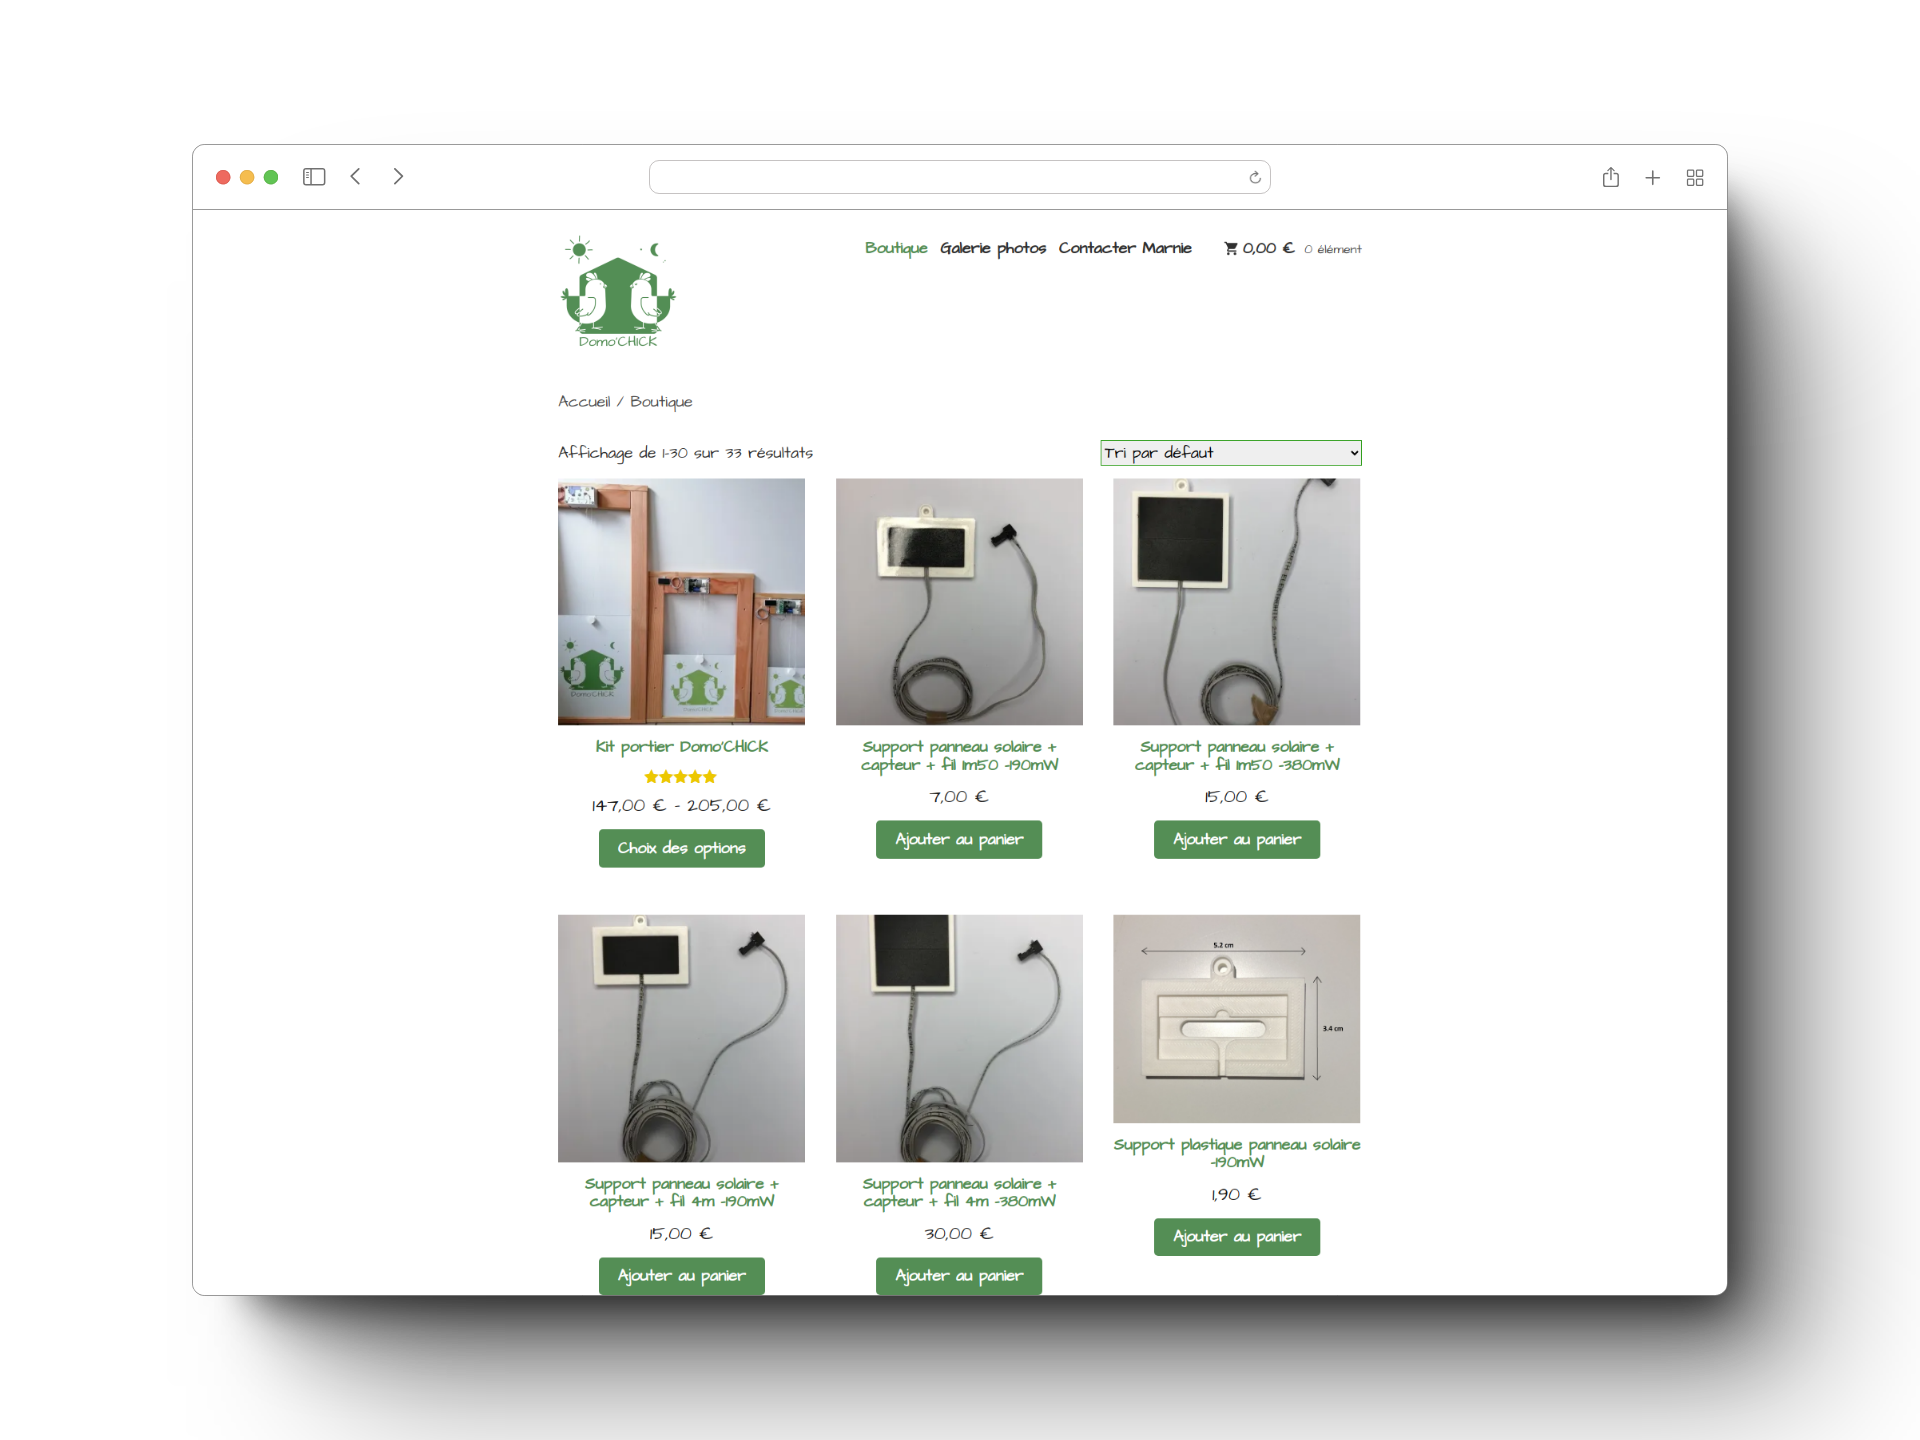 Boutique Galerie photos Contacter Marnie 0,00 € 0 élément
Domo'CHICK
Accueil / Boutique
Affichage de 1-30 sur 33 résultats
Tri par défaut
Domo'CHICK
Domo'CHICK
Kit portier Domo'CHICK
147,00 € - 205,00 €
Choix des options
Support panneau solaire +
capteur + fil 1m50 -190mW
7,00 €
Ajouter au panier
Support panneau solaire +
capteur + fil 1m50 -380mW
15,00 €
Ajouter au panier
Support panneau solaire +
capteur + fil 4m -190mW
15,00 €
Ajouter au panier
Support panneau solaire +
capteur + fil 4m -380mW
30,00 €
Ajouter au panier
5.2 cm
3.4 cm
Support plastique panneau solaire
-190mW
1,90 €
Ajouter au panier